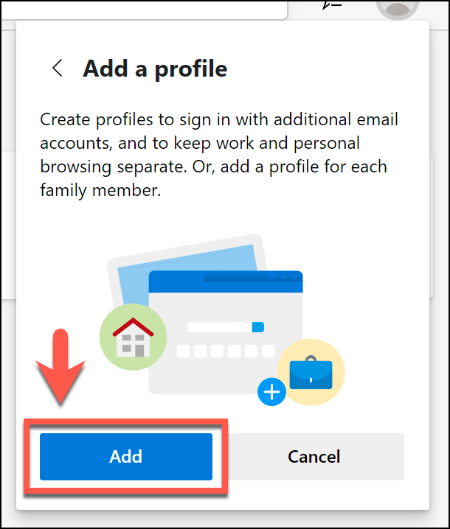 Add a profile
Create profiles to sign in with additional email
accounts, and to keep work and personal
browsing separate. Or, add a profile for each
family member.
Add
Cancel